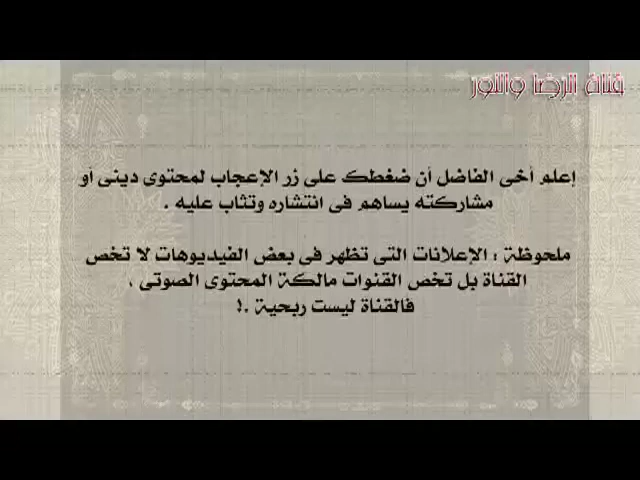 قناة الرضا والنور
إعلم أخى الفاضل أن ضغطك على زر الإعجاب لمحتوى دينى أو
مشاركته يساهم فى انتشاره وتثاب عليه .
ملحوظة : الإعلانات التى تظهر فى بعض الفيديوهات لا تخص
القناة بل تخص القنوات مالكة المحتوى الصوتى ،
فالقناة ليست ربحية .!